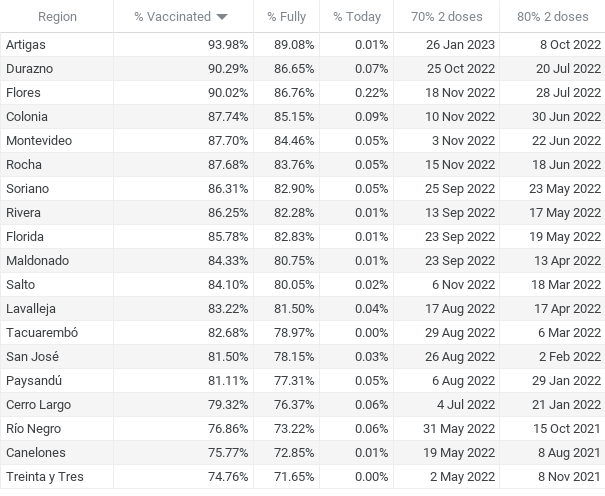 Region % Vaccinated % Fully % Today 70% 2 doses 80% 2 doses
Artigas 93.98% 89.08% 0.01% 26 Jan 2023 8 Oct 2022
Durazno 90.29% 86.65% 0.07% 25 Oct 2022 20 Jul 2022
Flores 90.02% 86.76% 0.22% 18 Nov 2022 28 Jul 2022
Colonia 87.74% 85.15% 0.09% 10 Nov 2022 30 Jun 2022
Montevideo 87.70% 84.46% 0.05% 3 Nov 2022 22 Jun 2022
Rocha 87.68% 83.76% 0.05% 15 Nov 2022 18 Jun 2022
Soriano 86.31% 82.90% 0.05% 25 Sep 2022 23 May 2022
Rivera 86.25% 82.28% 0.01% 13 Sep 2022 17 May 2022
Florida 85.78% 82.83% 0.01% 23 Sep 2022 19 May 2022
Maldonado 84.33% 80.75% 0.01% 23 Sep 2022 13 Apr 2022
Salto 84.10% 80.05% 0.02% 6 Nov 2022 18 Mar 2022
Lavalleja 83.22% 81.50% 0.04% 17 Aug 2022 17 Apr 2022
Tacuarembó 82.68% 78.97% 0.00% 29 Aug 2022 6 Mar 2022
San José 81.50% 78.15% 0.03% 26 Aug 2022 2 Feb 2022
Paysandú 81.11% 77.31% 0.05% 6 Aug 2022 29 Jan 2022
Cerro Largo 79.32% 76.37% 0.06% 4 Jul 2022 21 Jan 2022
Río Negro 76.86% 73.22% 0.06% 31 May 2022 15 Oct 2021
Canelones 75.77% 72.85% 0.01% 19 May 2022 8 Aug 2021
Treinta y Tres 74.76% 71.65% 0.00% 2 May 2022 8 Nov 2021